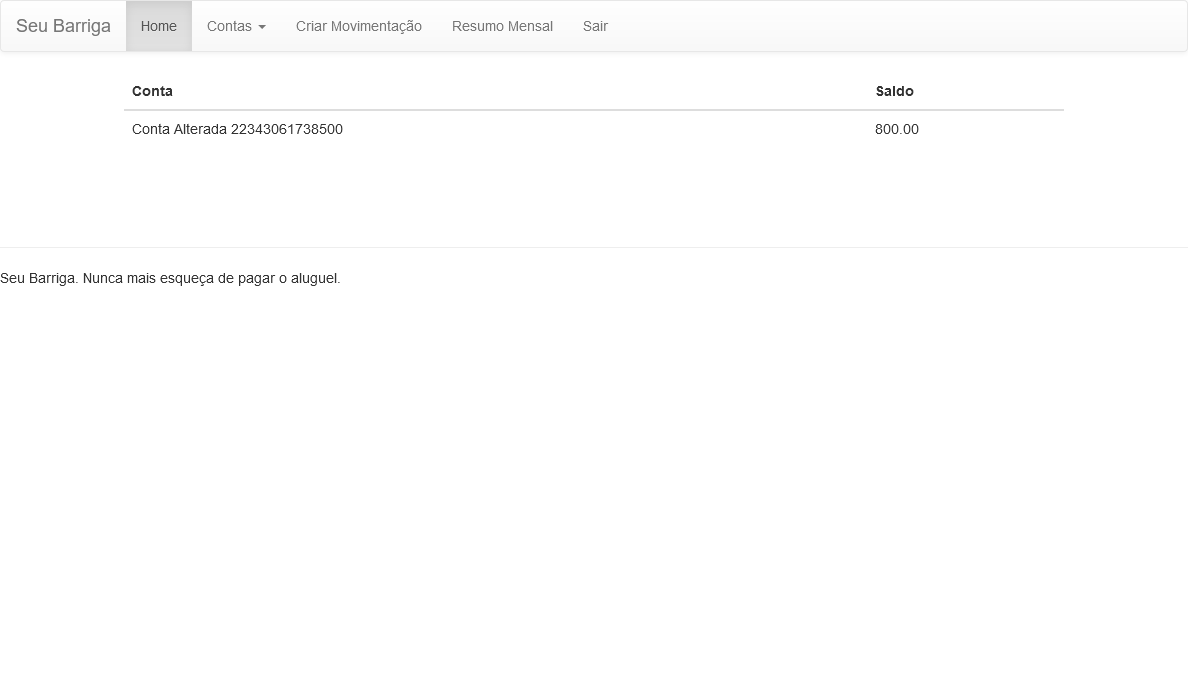 Seu Barriga Home Contas Criar Movimentação Resumo Mensal Sair
Conta Saldo
Conta Alterada 22343061738500 800.00
Seu Barriga. Nunca mais esqueça de pagar o aluguel.